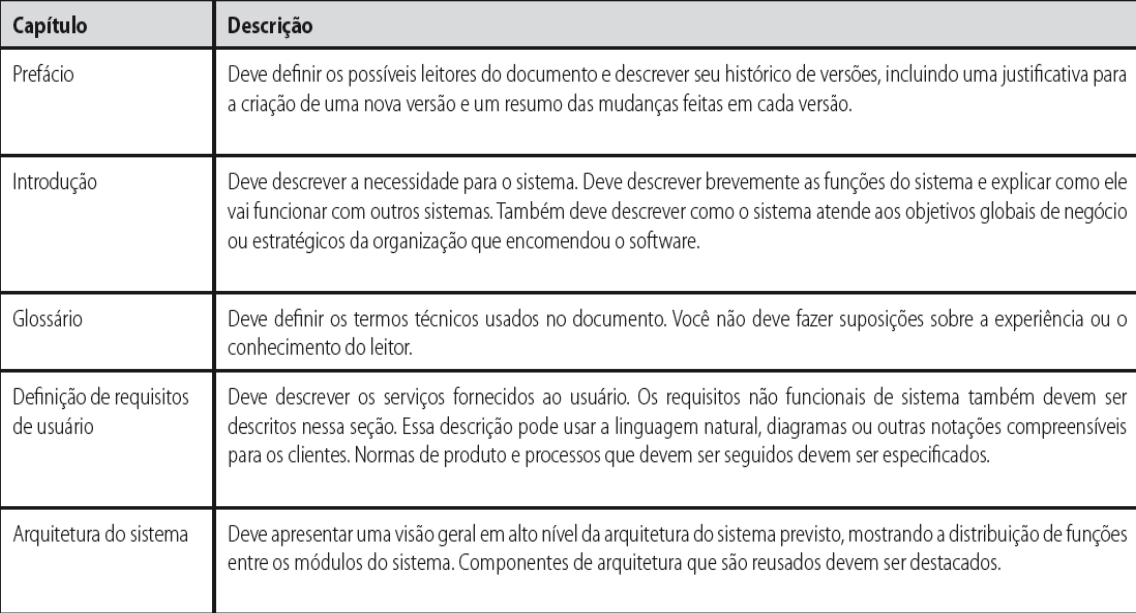 Capítulo
Descrição
Prefácio
Deve definir os possíveis leitores do documento e descrever seu histórico de versões, incluindo uma justificativa para
a criação de uma nova versão e um resumo das mudanças feitas em cada versão.
Introdução
Deve descrever a necessidade para o sistema. Deve descrever brevemente as funções do sistema e explicar como ele
vai funcionar com outros sistemas. Também deve descrever como o sistema atende aos objetivos globais de negócio
ou estratégicos da organização que encomendou o software.
Glossário
Deve definir os termos técnicos usados no documento. Você não deve fazer suposições sobre a experiência ou o
conhecimento do leitor.
Definição de requisitos
de usuário
Deve descrever os serviços fornecidos ao usuário. Os requisitos não funcionais de sistema também devem ser
descritos nessa seção. Essa descrição pode usar a linguagem natural, diagramas ou outras notações compreensíveis
para os clientes. Normas de produto e processos que devem ser seguidos devem ser especificados.
Arquitetura do sistema
Deve apresentar uma visão geral em alto nível da arquitetura do sistema previsto, mostrando a distribuição de funções
entre os módulos do sistema. Componentes de arquitetura que são reusados devem ser destacados.